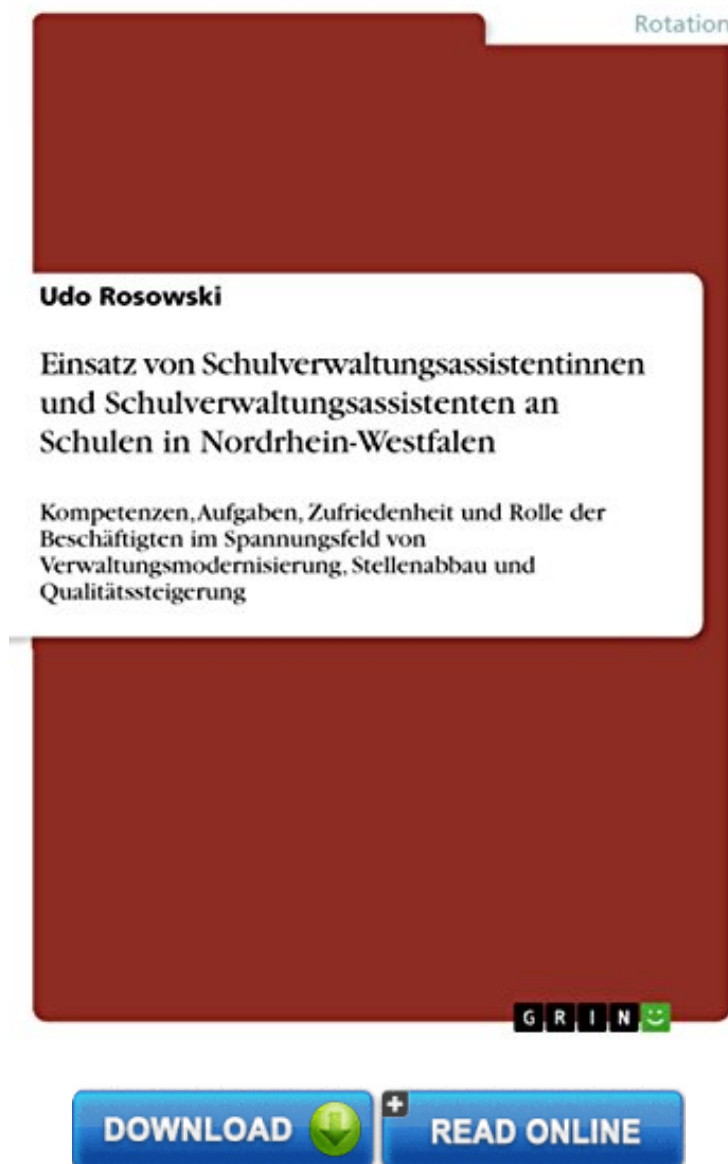 Rotation
Udo Rosowski
Einsatz von Schulverwaltungsassistentinnen
und Schulverwaltungsassistenten an
Schulen in Nordrhein-Westfalen
Kompetenzen, Aufgaben, Zufriedenheit und Rolle der
Beschäftigten im Spannungsfeld von
Verwaltungsmodernisierung, Stellenabbau und
Qualitätssteigerung
GRIN
DOWNLOAD
READ ONLINE